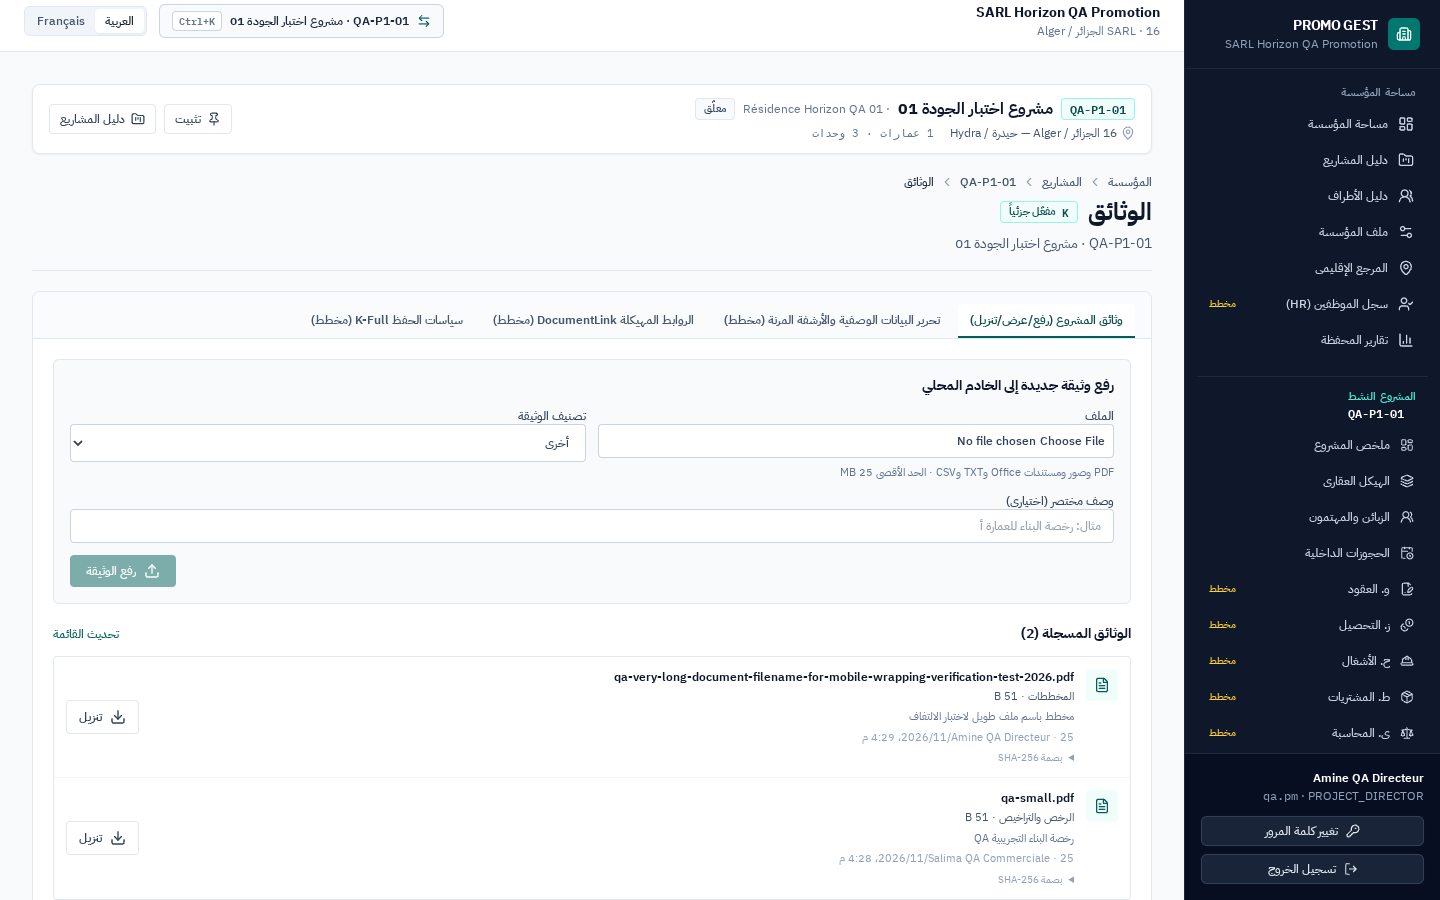 PROMO GEST
SARL Horizon QA Promotion
مساحة المؤسسة
مساحة المؤسسة
دليل المشاريع
دليل الأطراف
ملف المؤسسة
المرجع الإقليمي
سجل الموظفين (HR) مخطط
تقارير المحفظة
المشروع النشط
QA-P1-01
ملخص المشروع
الهيكل العقاري
الزبائن والمهتمون
الحجوزات الداخلية
و. العقود مخطط
ز. التحصيل مخطط
ح. الأشغال مخطط
ط. المشتريات مخطط
ي. المحاسبة مخطط
Amine QA Directeur
qa.pm · PROJECT_DIRECTOR
تغيير كلمة المرور
تسجيل الخروج
SARL Horizon QA Promotion
SARL · 16 الجزائر / Alger
QA-P1-01 · مشروع اختبار الجودة 01 Ctrl+K
العربية Français
QA-P1-01 مشروع اختبار الجودة 01 · Résidence Horizon QA 01 معلّق
16 الجزائر / Alger — حيدرة / Hydra 1 عمارات · 3 وحدات
تثبيت دليل المشاريع
المؤسسة المشاريع QA-P1-01 الوثائق
الوثائق K مفعّل جزئياً
QA-P1-01 · مشروع اختبار الجودة 01
وثائق المشروع (رفع/عرض/تنزيل) تحرير البيانات الوصفية والأرشفة المرنة (مخطط) الروابط المهيكلة DocumentLink (مخطط) سياسات الحفظ K-Full (مخطط)
رفع وثيقة جديدة إلى الخادم المحلي
الملف تصنيف الوثيقة
Choose File No file chosen أخرى
PDF وصور ومستندات Office وTXT وCSV · الحد الأقصى 25 MB
وصف مختصر (اختياري)
مثال: رخصة البناء للعمارة أ
رفع الوثيقة
الوثائق المسجلة (2) تحديث القائمة
qa-very-long-document-filename-for-mobile-wrapping-verification-test-2026.pdf
المخططات · 51 B
مخطط باسم ملف طويل لاختبار الالتفاف
تنزيل
25 · Amine QA Directeur/11/2026، 4:29 م
بصمة SHA-256
qa-small.pdf
الرخص والتراخيص · 51 B
رخصة البناء التجريبية QA
تنزيل
25 · Salima QA Commerciale/11/2026، 4:28 م
بصمة SHA-256